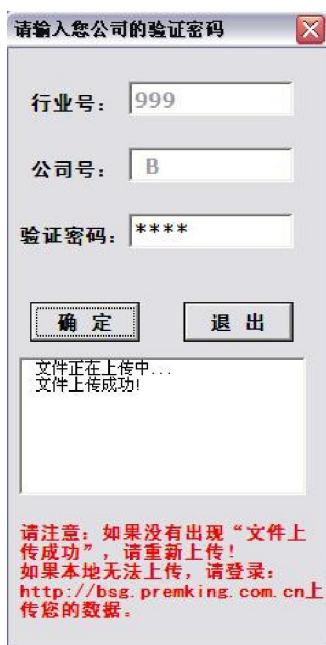 请输入您公司的验证密码
行业号： 999
公司号： B
验证密码： ****
确 定 退 出
文件正在上传中...
文件上传成功!
请注意：如果没有出现“文件上
传成功”，请重新上传！
如果本地无法上传，请登录：
http://bsg.premking.com.cn上
传您的数据。